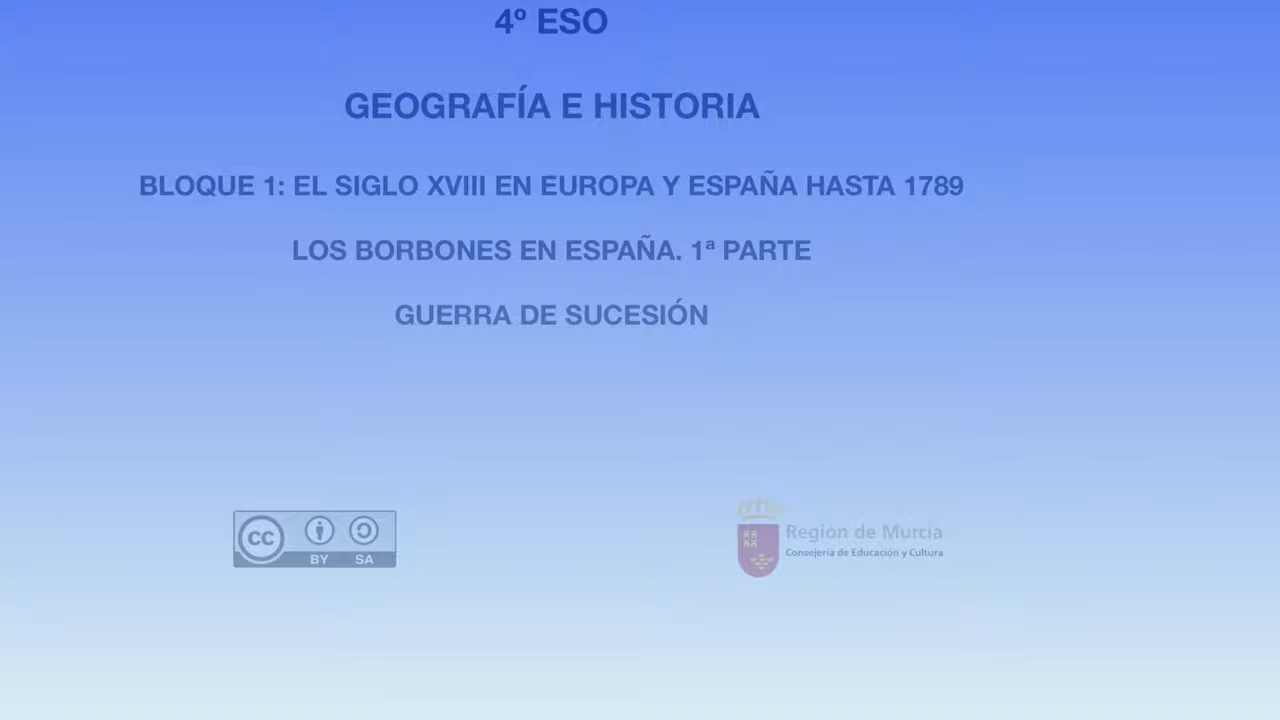 4º ESO
GEOGRAFÍA E HISTORIA
BLOQUE 1: EL SIGLO XVIII EN EUROPA Y ESPAÑA HASTA 1789
LOS BORBONES EN ESPAÑA. 1ª PARTE
GUERRA DE SUCESIÓN
CC BY SA
Región de Murcia
Consejería de Educación y Cultura